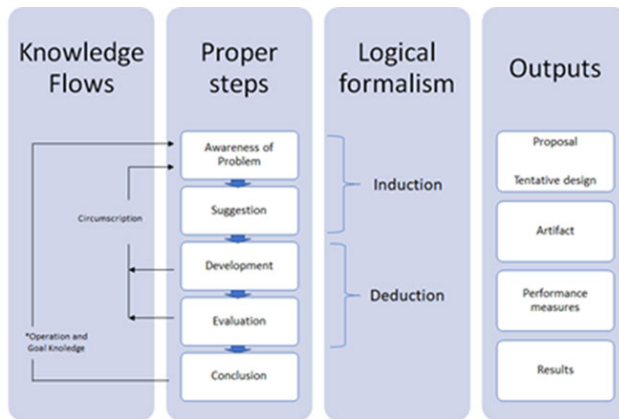 Knowledge
Flows
Proper
steps
Logical
formalism
Outputs
Awareness of
Problem
Suggestion
Development
Evaluation
Conclusion
Circumscription
*Operation and
Goal Knoledge
Induction
Deduction
Proposal
Tentative design
Artifact
Performance
measures
Results